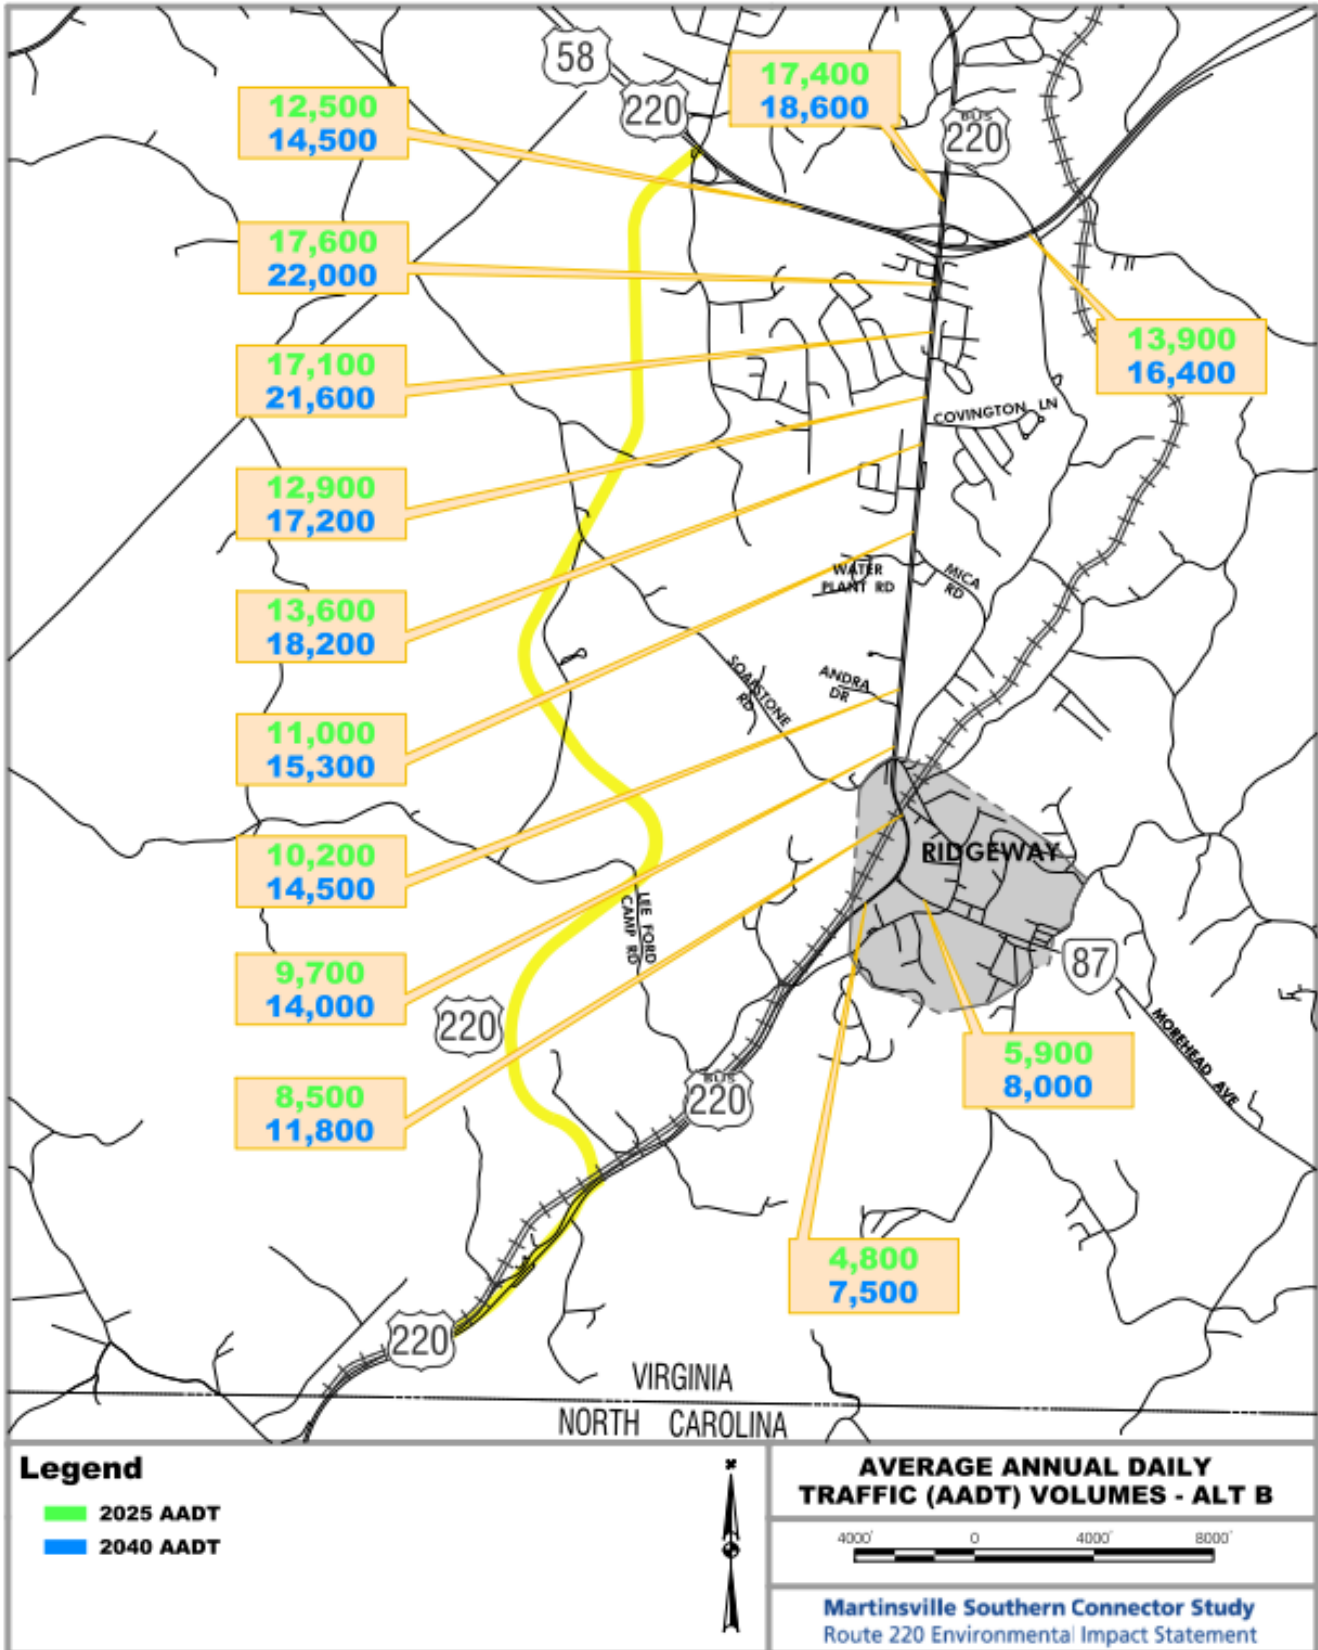 58
220
17,400
18,600
BUS
220
12,500
14,500
17,600
22,000
13,900
16,400
17,100
21,600
COVINGTON LN
12,900
17,200
WATER
PLANT RD
MICA
RD
13,600
18,200
SOAPSTONE
RD
ANDRA
DR
11,000
15,300
RIDGEWAY
10,200
14,500
LEE FORD
CAMP RD
87
9,700
14,000
220
MOREHEAD AVE
5,900
8,000
BUS
220
8,500
11,800
4,800
7,500
220
VIRGINIA
NORTH CAROLINA
Legend
2025 AADT
2040 AADT
AVERAGE ANNUAL DAILY
TRAFFIC (AADT) VOLUMES - ALT B
4000' 0 4000' 8000'
Martinsville Southern Connector Study
Route 220 Environmental Impact Statement